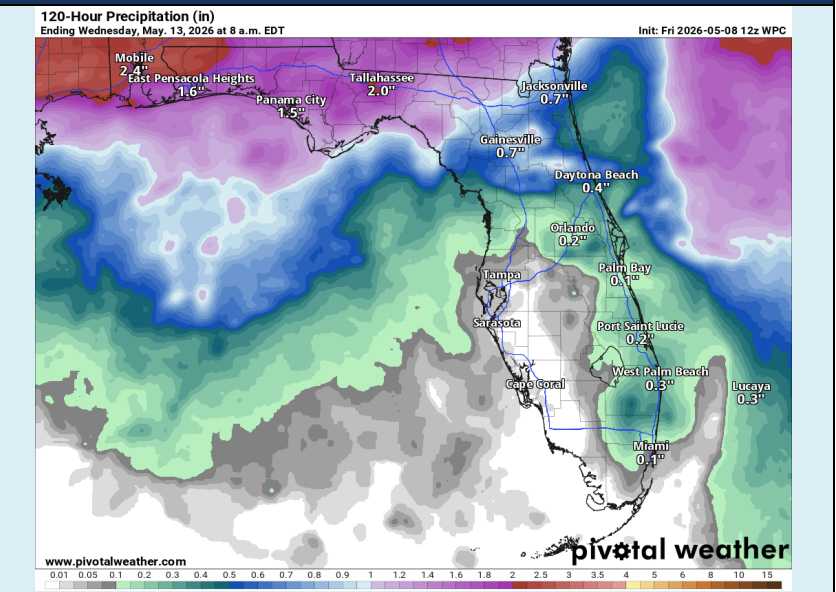 120-Hour Precipitation (in)
Ending Wednesday, May. 13, 2026 at 8 a.m. EDT
Init: Fri 2026-05-08 12z WPC
Mobile
2.4"
East Pensacola Heights
1.6"
Panama City
1.5"
Tallahassee
2.0"
Jacksonville
0.7"
Gainesville
0.7"
Daytona Beach
0.4"
Orlando
0.2"
Palm Bay
0.1"
Tampa
Sarasota
Port Saint Lucie
0.2"
West Palm Beach
0.3"
Cape Coral
Lucaya
0.3"
Miami
0.1"
www.pivotalweather.com
pivotal weather
0.01 0.05 0.1 0.2 0.3 0.4 0.5 0.6 0.7 0.8 0.9 1 1.2 1.4 1.6 1.8 2 2.5 3 3.5 4 5 6 8 10 15